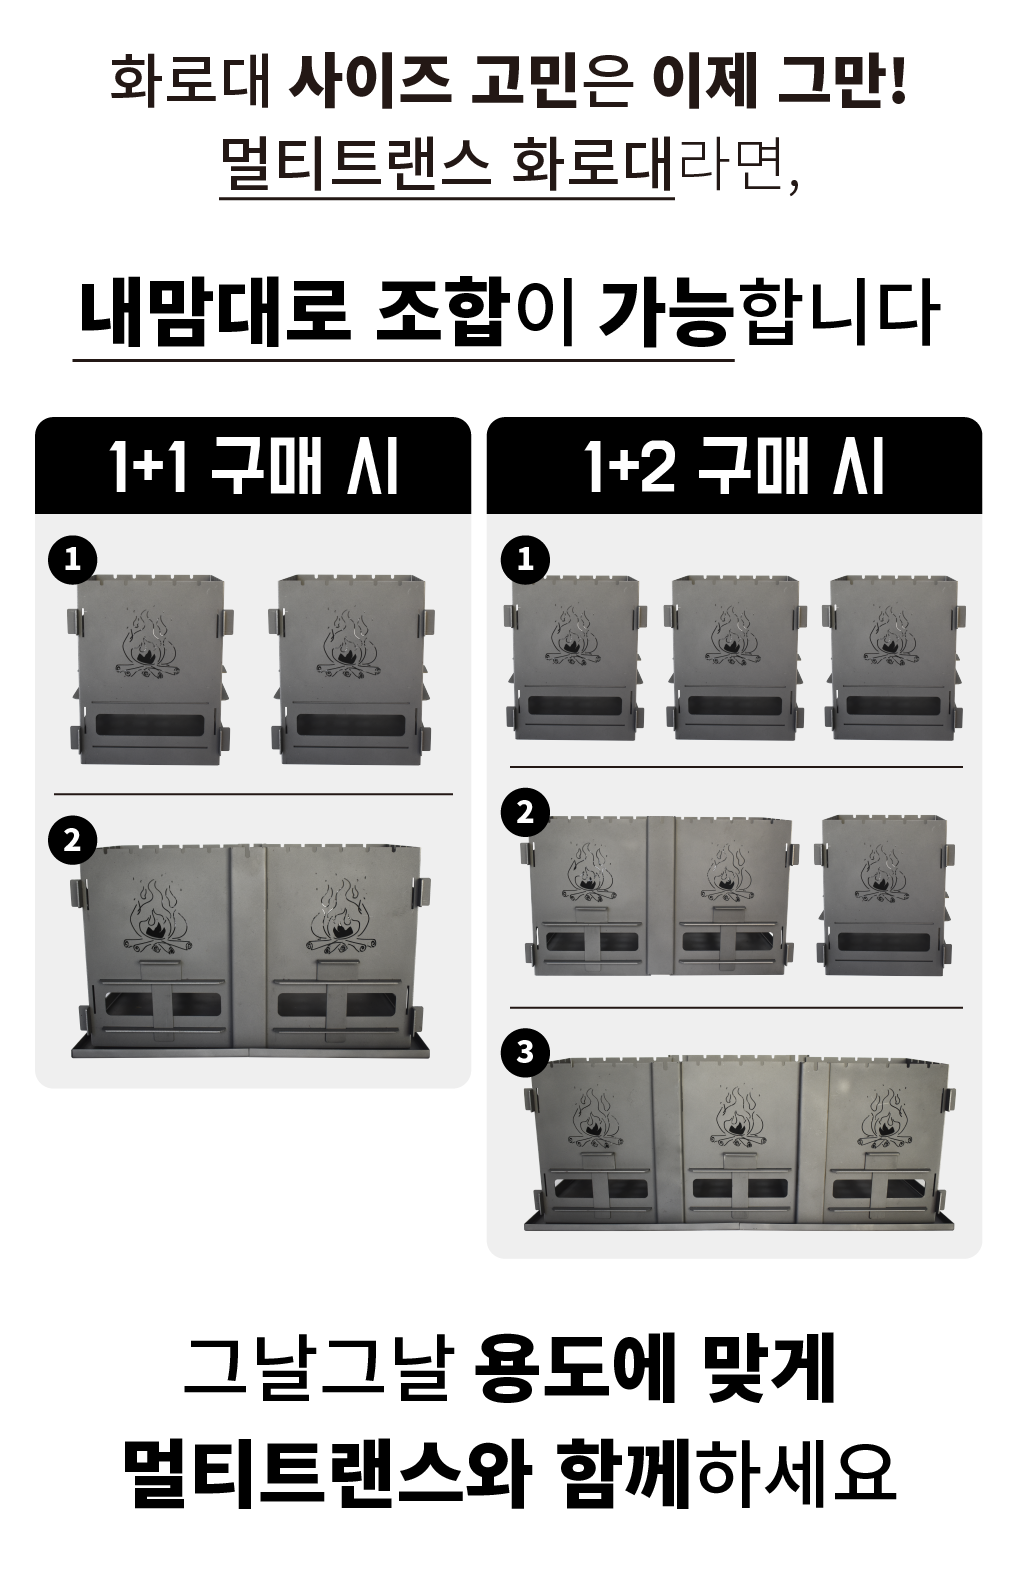 화로대 사이즈 고민은 이제 그만!
멀티트랜스 화로대라면,
내맘대로 조합이 가능합니다
1+1 구매 시
1
2
1+2 구매 시
1
2
3
그날그날 용도에 맞게
멀티트랜스와 함께하세요